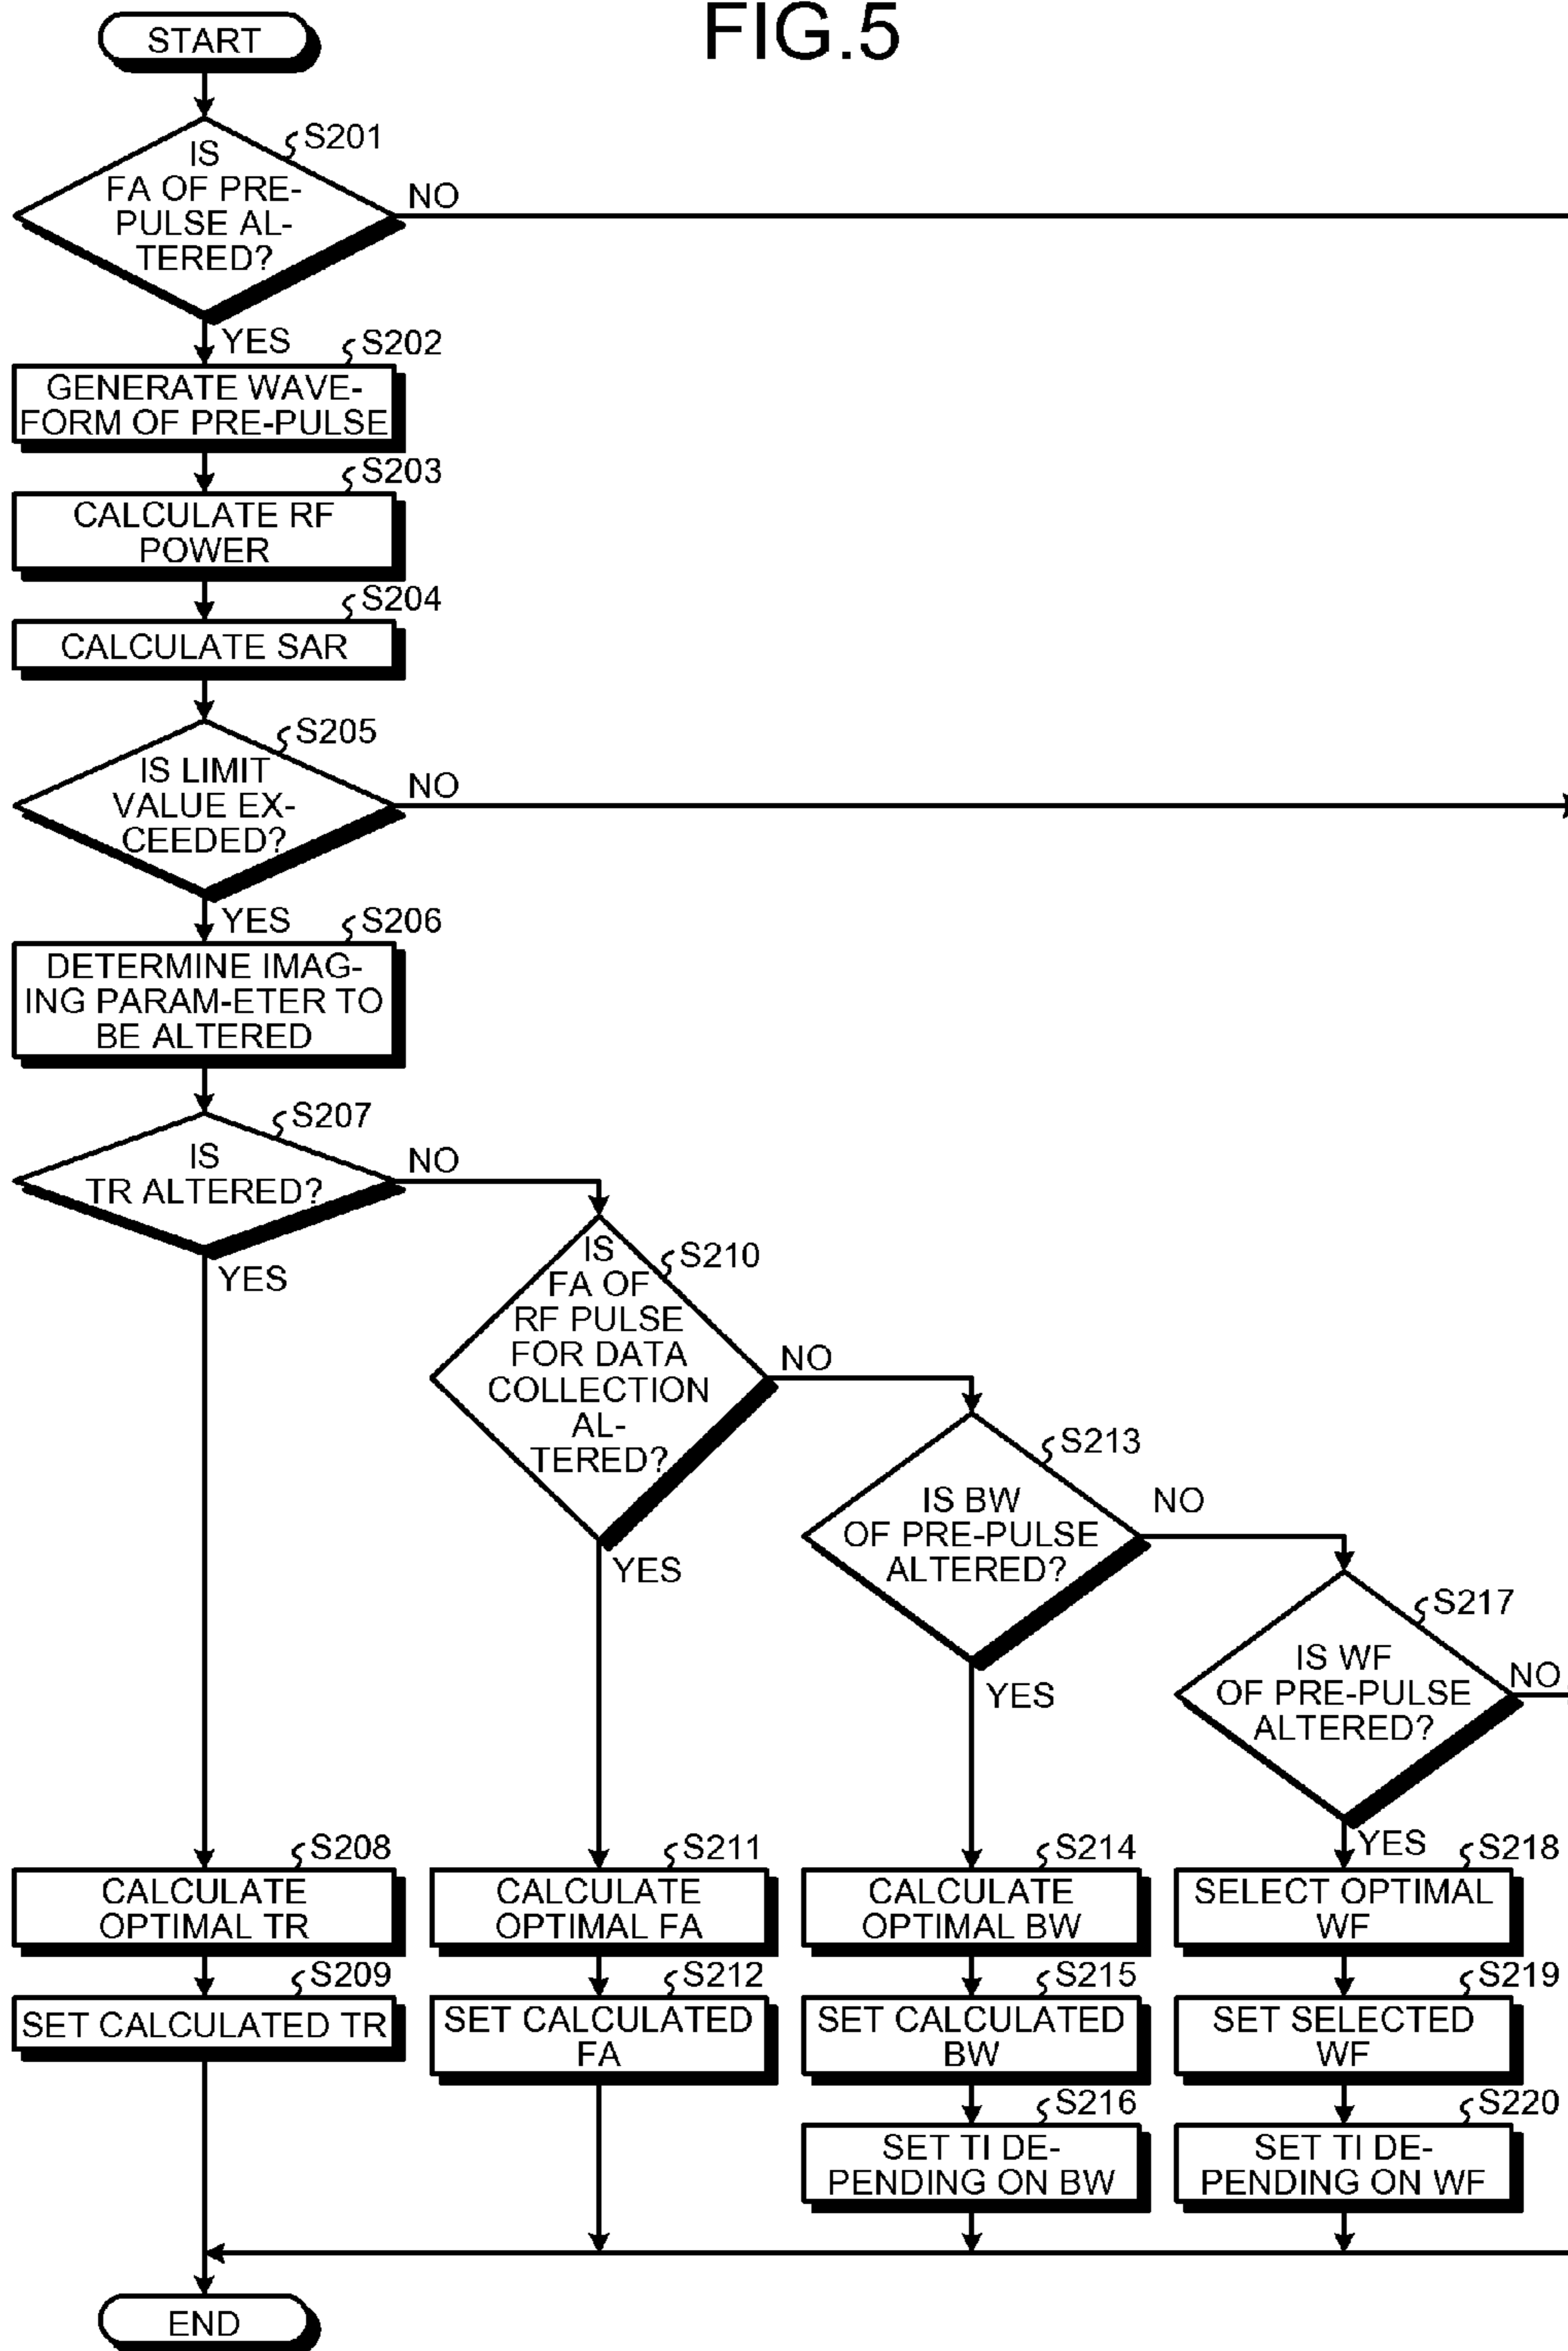 FIG.5
START
S201
IS
FA OF PRE-
PULSE AL-
TERED?
NO
YES
S202
GENERATE WAVE-
FORM OF PRE-PULSE
S203
CALCULATE RF
POWER
S204
CALCULATE SAR
S205
IS LIMIT
VALUE EX-
CEEDED?
NO
YES
S206
DETERMINE IMAG-
ING PARAM-ETER TO
BE ALTERED
S207
IS
TR ALTERED?
NO
YES
S210
IS
FA OF
RF PULSE
FOR DATA
COLLECTION
AL-
TERED?
NO
YES
S213
IS BW
OF PRE-PULSE
ALTERED?
NO
YES
S217
IS WF
OF PRE-PULSE
ALTERED?
NO
YES
S208
CALCULATE
OPTIMAL TR
S209
SET CALCULATED TR
S211
CALCULATE
OPTIMAL FA
S212
SET CALCULATED
FA
S214
CALCULATE
OPTIMAL BW
S215
SET CALCULATED
BW
S216
SET TI DE-
PENDING ON BW
S218
SELECT OPTIMAL
WF
S219
SET SELECTED
WF
S220
SET TI DE-
PENDING ON WF
END